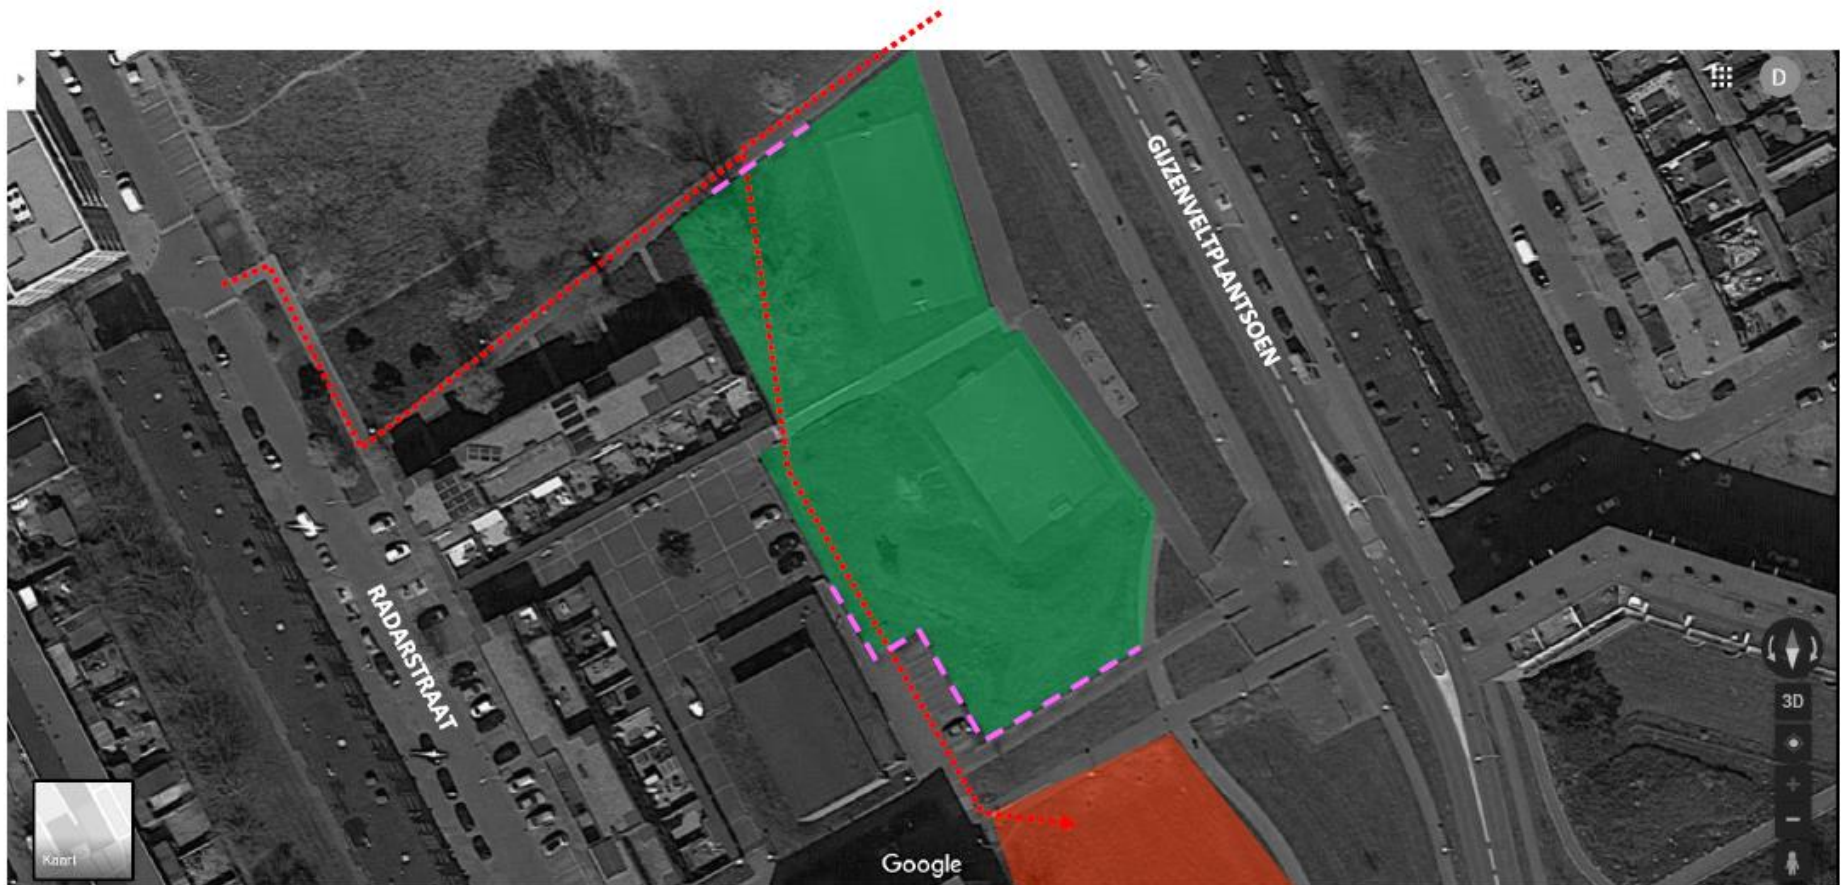 D
GIJZENVELTPLANTSOEN
RADARSTRAAT
3D
Kaart
Google